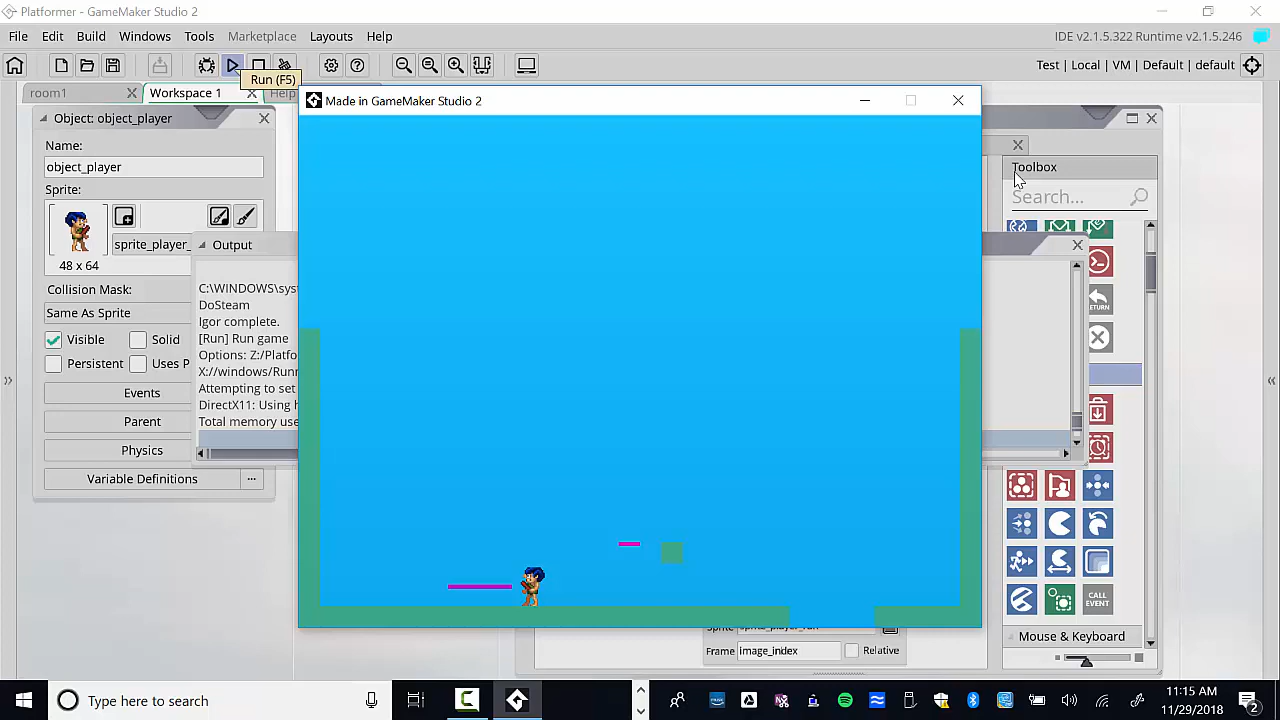 Platformer - GameMaker Studio 2
File Edit Build Windows Tools Marketplace Layouts Help
IDE v2.1.5.322 Runtime v2.1.5.246
Test | Local | VM | Default | default
Run (F5)
room1
Workspace 1
Help
Made in GameMaker Studio 2
Object: object_player
Name:
object_player
Sprite:
sprite_player_
48 x 64
Collision Mask:
Same As Sprite
Visible
Solid
Persistent
Uses P
Events
Parent
Physics
Variable Definitions
...
Output
C:\WINDOWS\sys
DoSteam
Igor complete.
[Run] Run game
Options: Z:/Platfo
X://windows/Runn
Attempting to set
DirectX11: Using h
Total memory use
Toolbox
Search...
RETURN
CALL
EVENT
Mouse & Keyboard
Frame
image_index
Relative
Type here to search
11:15 AM
11/29/2018
2